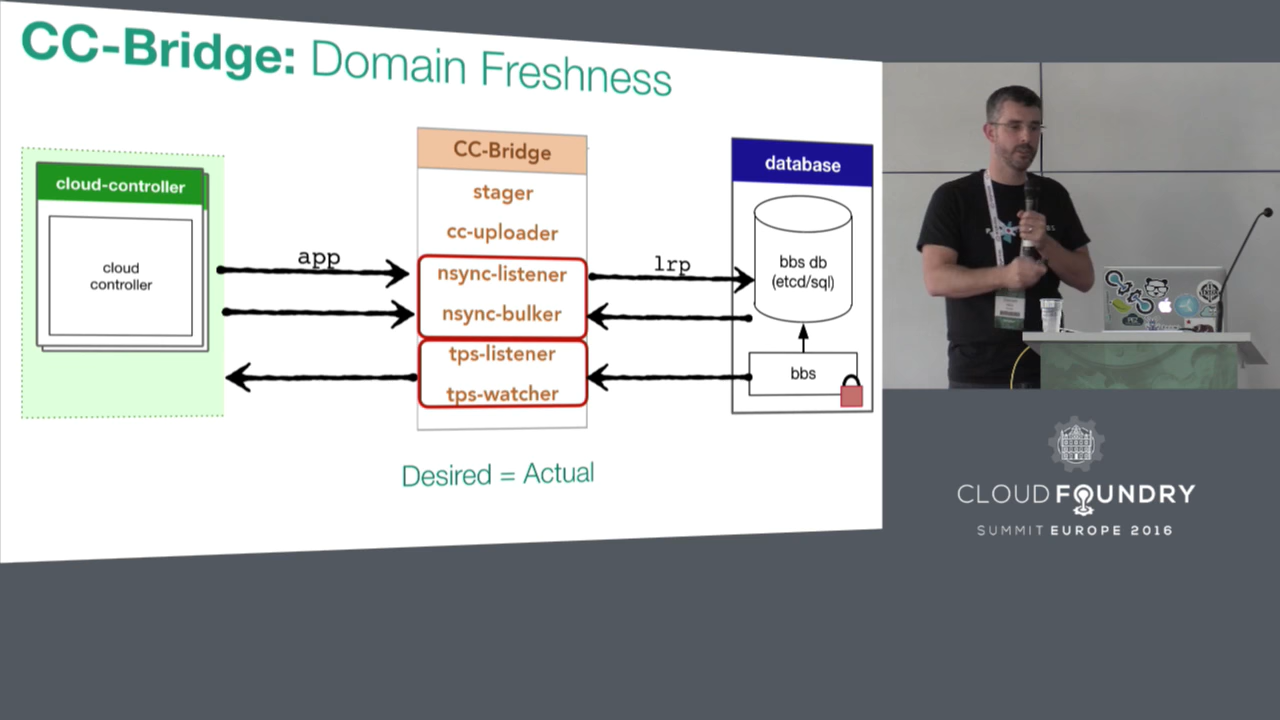 CC-Bridge: Domain Freshness
cloud-controller
cloud
controller
app
CC-Bridge
stager
cc-uploader
nsync-listener
nsync-bulker
tps-listener
tps-watcher
lrp
database
bbs db
(etcd/sql)
bbs
Desired = Actual
CLOUD FOUNDRY
SUMMIT EUROPE 2016